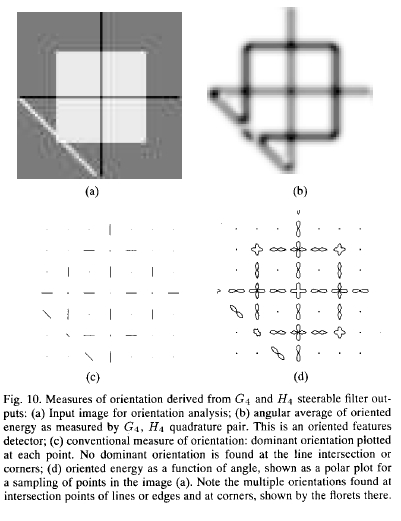 (a)
(b)
(c)
(d)
Fig. 10. Measures of orientation derived from G4 and H4 steerable filter out-
puts: (a) Input image for orientation analysis; (b) angular average of oriented
energy as measured by G4, H4 quadrature pair. This is an oriented features
detector; (c) conventional measure of orientation: dominant orientation plotted
at each point. No dominant orientation is found at the line intersection or
corners; (d) oriented energy as a function of angle, shown as a polar plot for
a sampling of points in the image (a). Note the multiple orientations found at
intersection points of lines or edges and at corners, shown by the florets there.